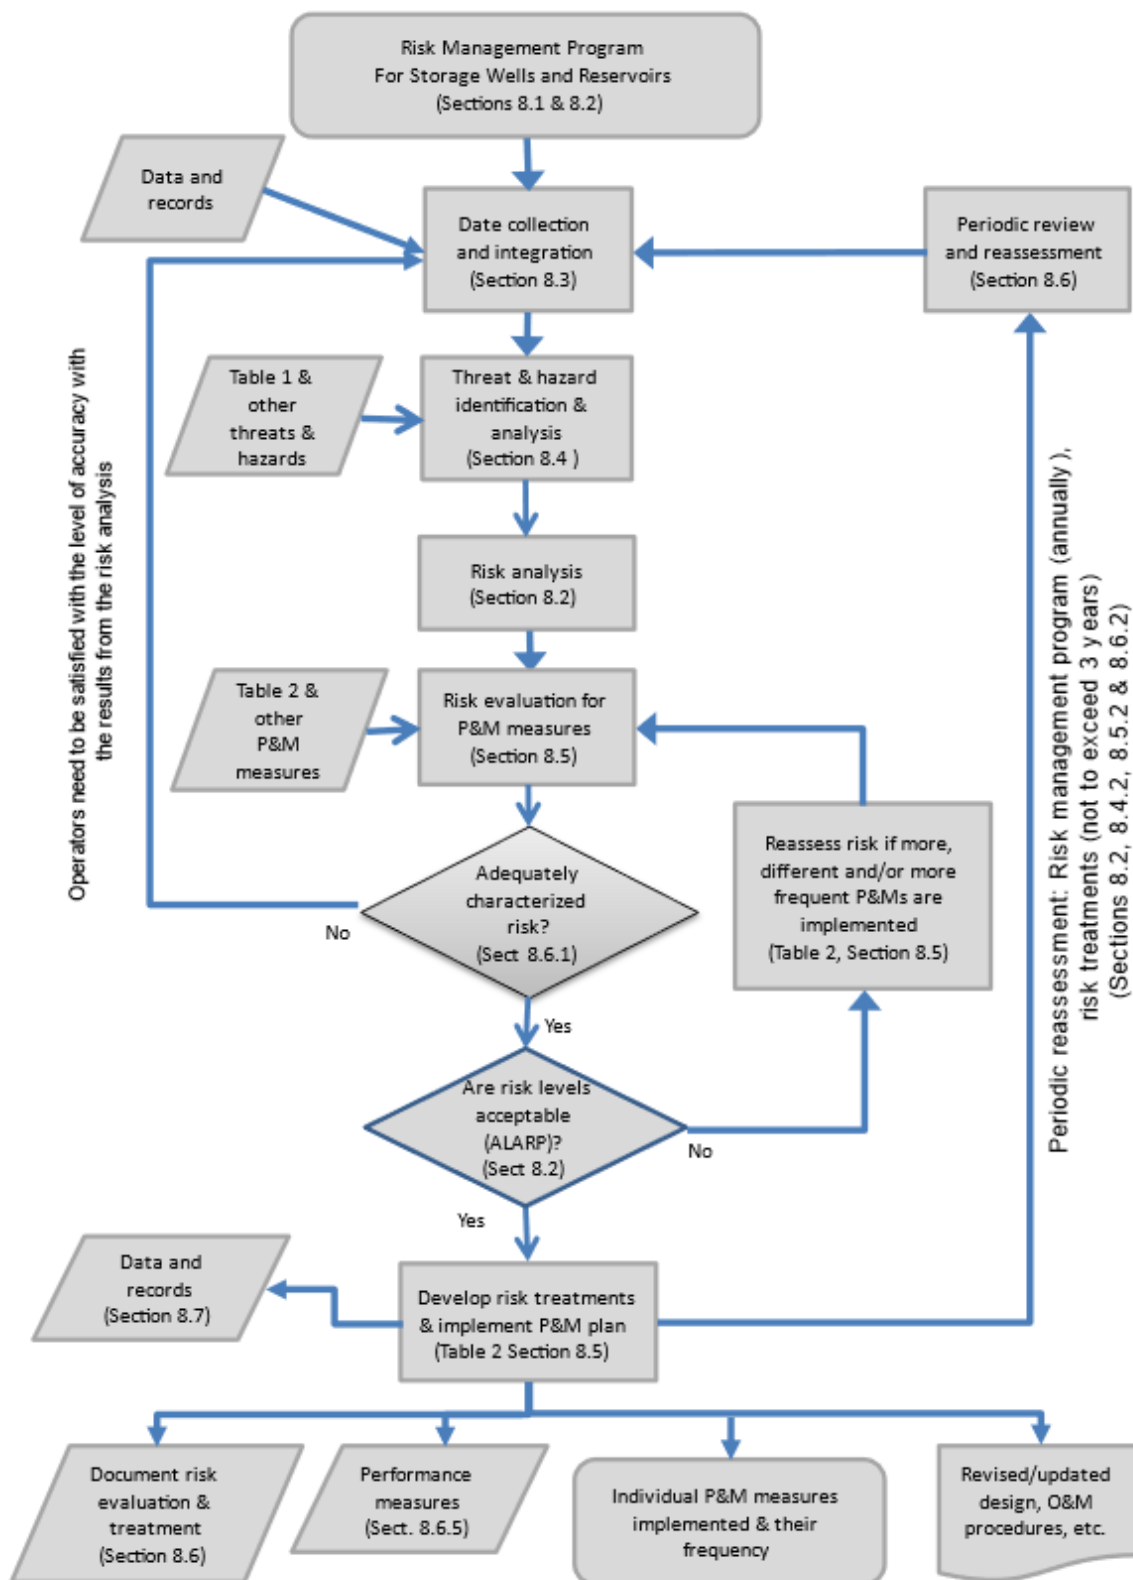 Risk Management Program
For Storage Wells and Reservoirs
(Sections 8.1 & 8.2)
Data and
records
Date collection
and integration
(Section 8.3)
Periodic review
and reassessment
(Section 8.6)
Table 1 &
other
threats &
hazards
Threat & hazard
identification &
analysis
(Section 8.4 )
Risk analysis
(Section 8.2)
Table 2 &
other
P&M
measures
Risk evaluation for
P&M measures
(Section 8.5)
Operators need to be satisfied with the level of accuracy with
the results from the risk analysis
Adequately
characterized
risk?
(Sect 8.6.1)
No
Yes
Reassess risk if more,
different and/or more
frequent P&Ms are
implemented
(Table 2, Section 8.5)
Periodic reassessment: Risk management program (annually),
risk treatments (not to exceed 3 years)
(Sections 8.2, 8.4.2, 8.5.2 & 8.6.2)
Are risk levels
acceptable
(ALARP)?
(Sect 8.2)
No
Yes
Data and
records
(Section 8.7)
Develop risk treatments
& implement P&M plan
(Table 2 Section 8.5)
Document risk
evaluation &
treatment
(Section 8.6)
Performance
measures
(Sect. 8.6.5)
Individual P&M measures
implemented & their
frequency
Revised/updated
design, O&M
procedures, etc.